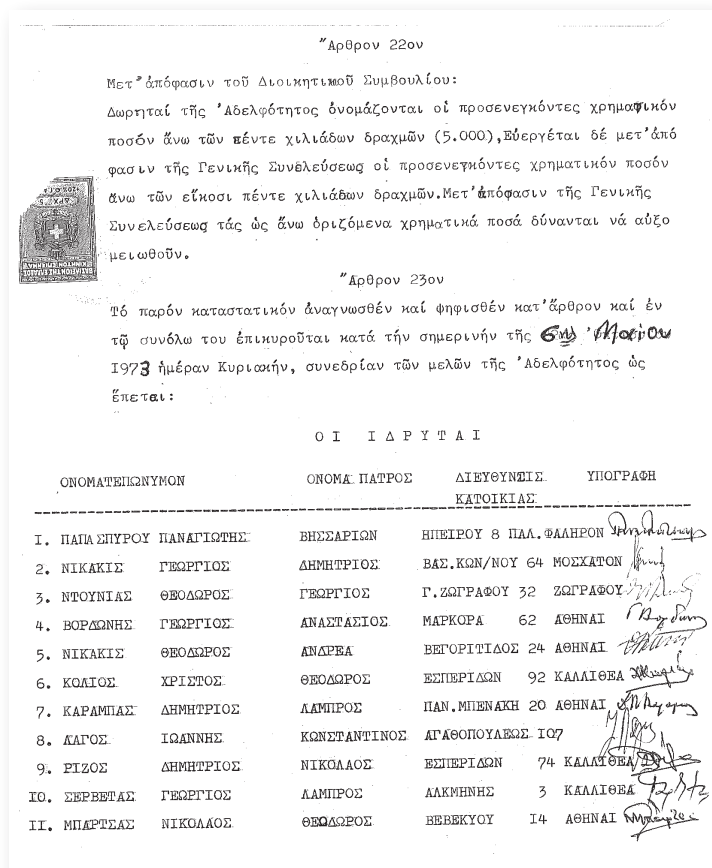 Ἄρθρον 22ον
Μετ'ἀπόφασιν τοῦ Διοικητικοῦ Συμβουλίου:
Δωρηταί τῆς 'Αδελφότητος ὀνομάζονται οἱ προσενεγκόντες χρηματικόν
ποσόν ἄνω τῶν πέντε χιλιάδων δραχμῶν (5.000),Εὐεργέται δέ μετ'ἀπό
φασιν τῆς Γενικῆς Συνελεύσεως οἱ προσενεγκόντες χρηματικόν ποσόν
ἄνω τῶν εἴκοσι πέντε χιλιάδων δραχμῶν.Μετ'ἀπόφασιν τῆς Γενικῆς
Συνελεύσεως τάς ὡς ἄνω ὁριζόμενα χρηματικά ποσά δύνανται νά αὐξο
μειωθοῦν.
Ἄρθρον 23ον
Τό παρόν καταστατικόν ἀναγνωσθέν καί ψηφισθέν κατ'ἄρθρον καί ἐν
τῷ συνόλω του ἐπικυροῦται κατά τήν σημερινήν τῆς 6ης Μαΐου
1973 ἡμέραν Κυριακήν, συνεδρίαν τῶν μελῶν τῆς 'Αδελφότητος ὡς
ἕπεται:
ΟΙ ΙΔΡΥΤΑΙ
ΟΝΟΜΑΤΕΠΩΝΥΜΟΝ ΟΝΟΜΑ ΠΑΤΡΟΣ ΔΙΕΥΘΥΝΣΙΣ ΥΠΟΓΡΑΦΗ
ΚΑΤΟΙΚΙΑΣ
1. ΠΑΠΑΣΠΥΡΟΥ ΠΑΝΑΓΙΩΤΗΣ ΒΗΣΣΑΡΙΩΝ ΗΠΕΙΡΟΥ 8 ΠΑΛ.ΦΑΛΗΡΟΝ
2. ΝΙΚΑΚΙΣ ΓΕΩΡΓΙΟΣ ΔΗΜΗΤΡΙΟΣ ΒΑΣ.ΚΩΝ/ΝΟΥ 64 ΜΟΣΧΑΤΟΝ
3. ΝΤΟΥΝΙΑΣ ΘΕΟΔΩΡΟΣ ΓΕΩΡΓΙΟΣ Γ.ΖΩΓΡΑΦΟΥ 32 ΖΩΓΡΑΦΟΥ
4. ΒΟΡΔΩΝΗΣ ΓΕΩΡΓΙΟΣ ΑΝΑΣΤΑΣΙΟΣ ΜΑΡΚΟΡΑ 62 ΑΘΗΝΑΙ
5. ΝΙΚΑΚΙΣ ΘΕΟΔΩΡΟΣ ΑΝΔΡΕΑ ΒΕΓΟΡΙΤΙΔΟΣ 24 ΑΘΗΝΑΙ
6. ΚΟΛΙΟΣ ΧΡΙΣΤΟΣ ΘΕΟΔΩΡΟΣ ΕΣΠΕΡΙΔΩΝ 92 ΚΑΛΛΙΘΕΑ
7. ΚΑΡΑΜΠΑΣ ΔΗΜΗΤΡΙΟΣ ΛΑΜΠΡΟΣ ΠΑΝ.ΜΠΕΝΑΚΗ 20 ΑΘΗΝΑΙ
8. ΛΑΓΟΣ ΙΩΑΝΝΗΣ ΚΩΝΣΤΑΝΤΙΝΟΣ ΑΓΑΘΟΠΟΥΛΕΩΣ 107
9. ΡΙΖΟΣ ΔΗΜΗΤΡΙΟΣ ΝΙΚΟΛΑΟΣ ΕΣΠΕΡΙΔΩΝ 74 ΚΑΛΛΙΘΕΑ
10. ΣΕΡΒΕΤΑΣ ΓΕΩΡΓΙΟΣ ΛΑΜΠΡΟΣ ΑΛΚΜΗΝΗΣ 3 ΚΑΛΛΙΘΕΑ
11. ΜΠΑΡΤΣΑΣ ΝΙΚΟΛΑΟΣ ΘΕΩΔΩΡΟΣ ΒΕΒΕΚΥΟΥ 14 ΑΘΗΝΑΙ